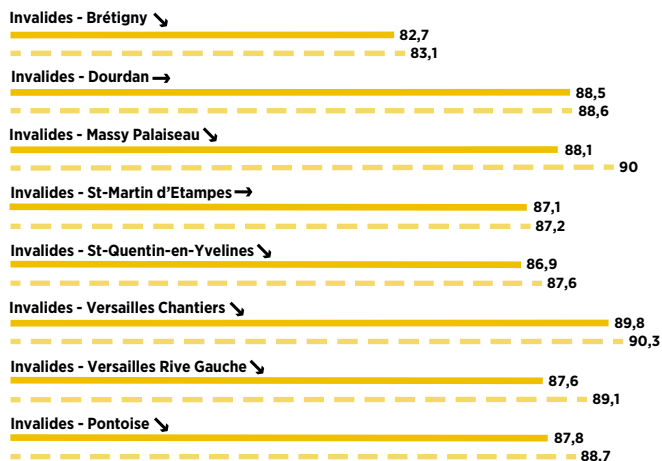 Invalides - Brétigny ↘
82,7
83,1
Invalides - Dourdan →
88,5
88,6
Invalides - Massy Palaiseau ↘
88,1
90
Invalides - St-Martin d'Etampes →
87,1
87,2
Invalides - St-Quentin-en-Yvelines ↘
86,9
87,6
Invalides - Versailles Chantiers ↘
89,8
90,3
Invalides - Versailles Rive Gauche ↘
87,6
89,1
Invalides - Pontoise ↘
87,8
88,7